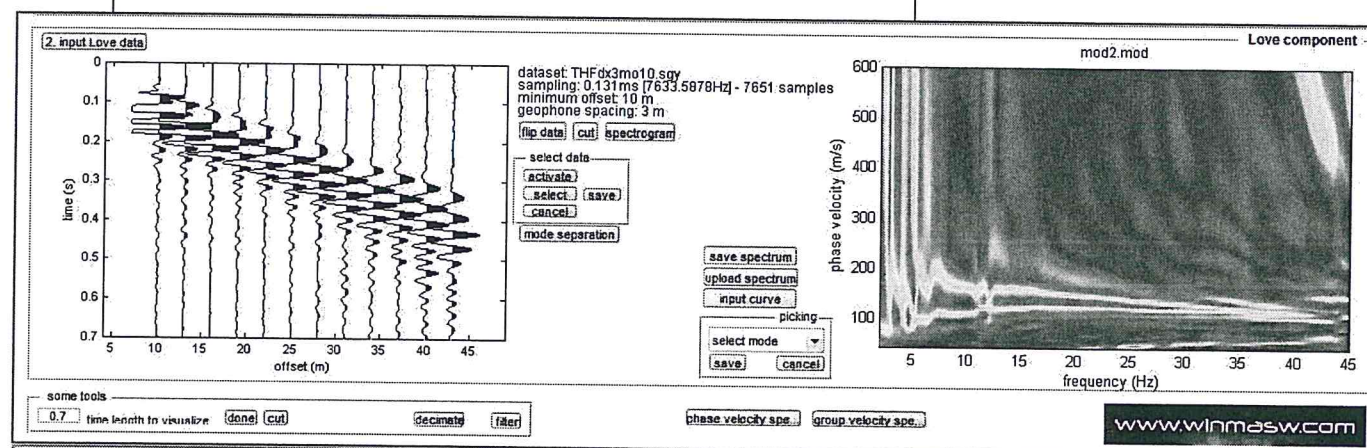 2. input Love data
Love component
mod2.mod
0
0.1
0.2
0.3
0.4
0.5
0.6
0.7
time (s)
5 10 15 20 25 30 35 40 45
offset (m)
dataset: THFdx3mo10.sgy
sampling: 0.131ms [7633.5878Hz] - 7651 samples
minimum offset: 10 m
geophone spacing: 3 m
flip data cut spectrogram
select data
activate
select save
cancel
mode separation
save spectrum
upload spectrum
input curve
picking
select mode
save cancel
600
500
400
300
200
100
phase velocity (m/s)
5 10 15 20 25 30 35 40 45
frequency (Hz)
some tools
0.7 time length to visualize done cut decimate filter
phase velocity spe... group velocity spe...
www.winmasw.com